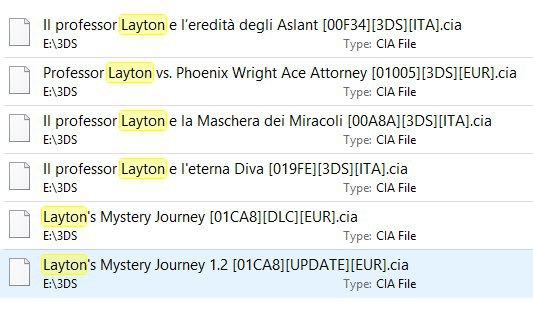 Il professor Layton e l'eredità degli Aslant [00F34][3DS][ITA].cia
E:\3DS Type: CIA File
Professor Layton vs. Phoenix Wright Ace Attorney [01005][3DS][EUR].cia
E:\3DS Type: CIA File
Il professor Layton e la Maschera dei Miracoli [00A8A][3DS][ITA].cia
E:\3DS Type: CIA File
Il professor Layton e l'eterna Diva [019FE][3DS][ITA].cia
E:\3DS Type: CIA File
Layton's Mystery Journey [01CA8][DLC][EUR].cia
E:\3DS Type: CIA File
Layton's Mystery Journey 1.2 [01CA8][UPDATE][EUR].cia
E:\3DS Type: CIA File